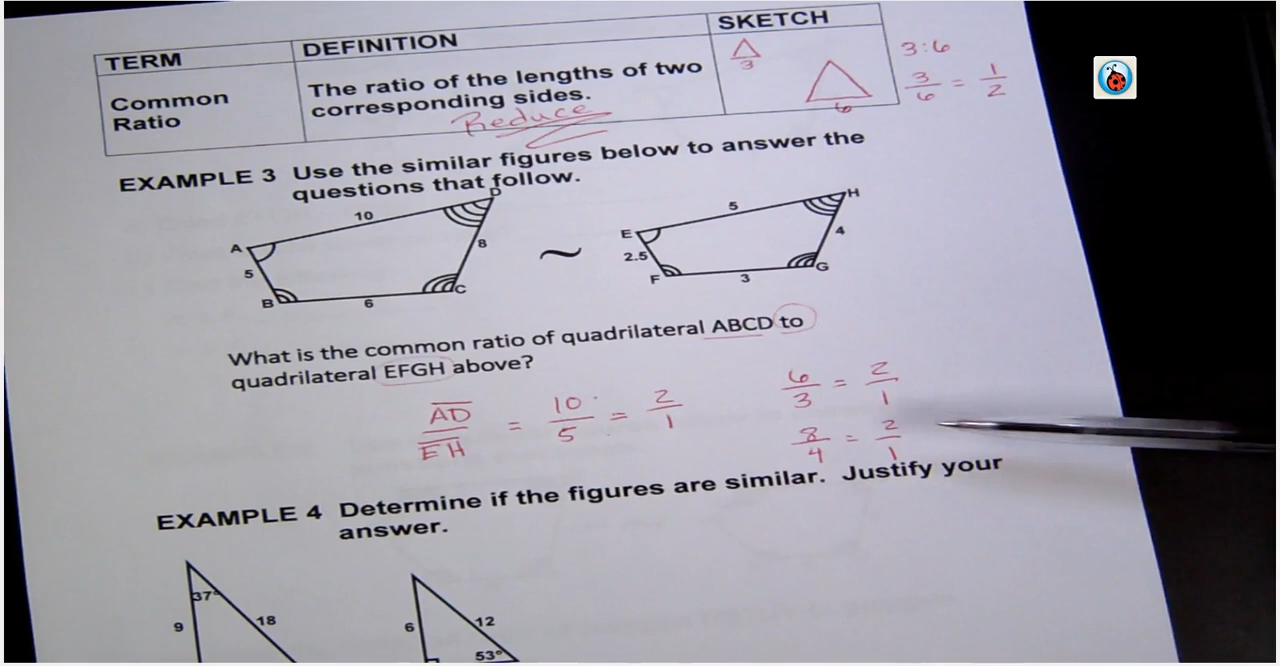 TERM DEFINITION SKETCH
Common Ratio
The ratio of the lengths of two
corresponding sides.
Reduce
3
6
3:6
3/6 = 1/2
EXAMPLE 3 Use the similar figures below to answer the
questions that follow.
A 10 D
5 8
B 6 C
~
E 5 H
2.5 4
F 3 G
What is the common ratio of quadrilateral ABCD to
quadrilateral EFGH above?
AD/EH = 10/5 = 2/1
6/3 = 2/1
8/4 = 2/1
EXAMPLE 4 Determine if the figures are similar. Justify your
answer.
37°
9 18
6 12
53°